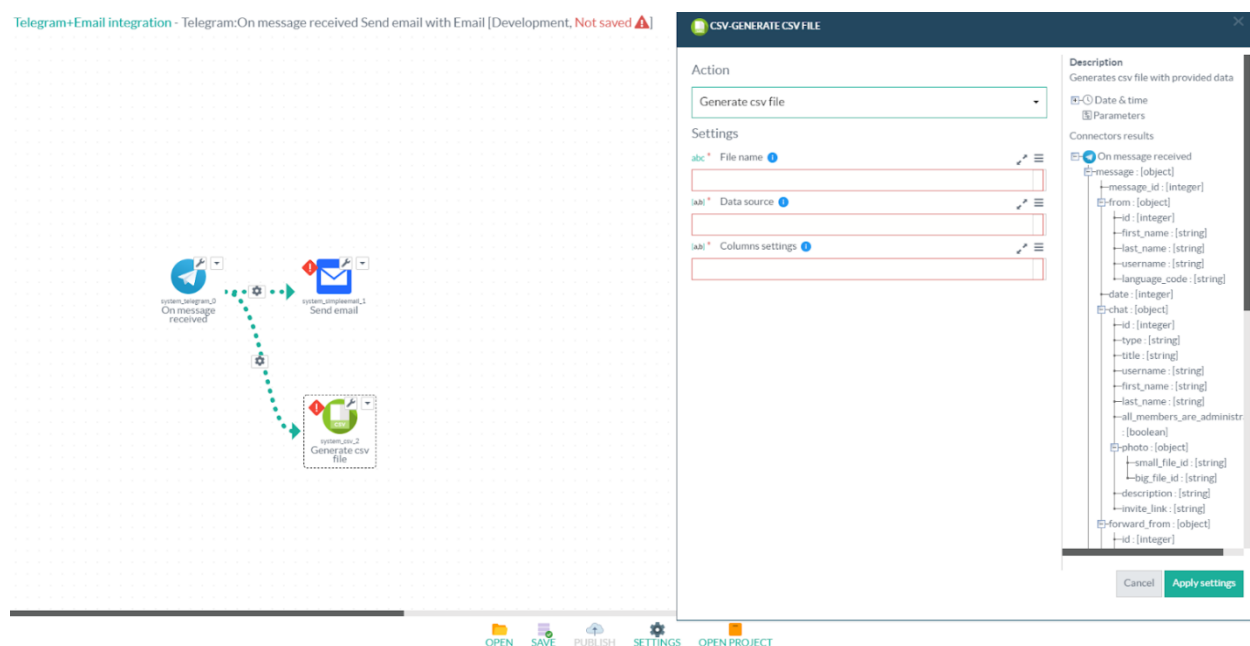 Telegram+Email integration - Telegram:On message received Send email with Email [Development, Not saved]
system_telegram_0
On message
received
system_simpleemail_1
Send email
CSV
system_csv_2
Generate csv
file
CSV-GENERATE CSV FILE
Action
Generate csv file
Settings
abc * File name
[a,b] * Data source
[a,b] * Columns settings
Description
Generates csv file with provided data
Date & time
Parameters
Connectors results
On message received
message : [object]
message_id : [integer]
from : [object]
id : [integer]
first_name : [string]
last_name : [string]
username : [string]
language_code : [string]
date : [integer]
chat : [object]
id : [integer]
type : [string]
title : [string]
username : [string]
first_name : [string]
last_name : [string]
all_members_are_administr
: [boolean]
photo : [object]
small_file_id : [string]
big_file_id : [string]
description : [string]
invite_link : [string]
forward_from : [object]
id : [integer]
Cancel Apply settings
OPEN SAVE PUBLISH SETTINGS OPEN PROJECT